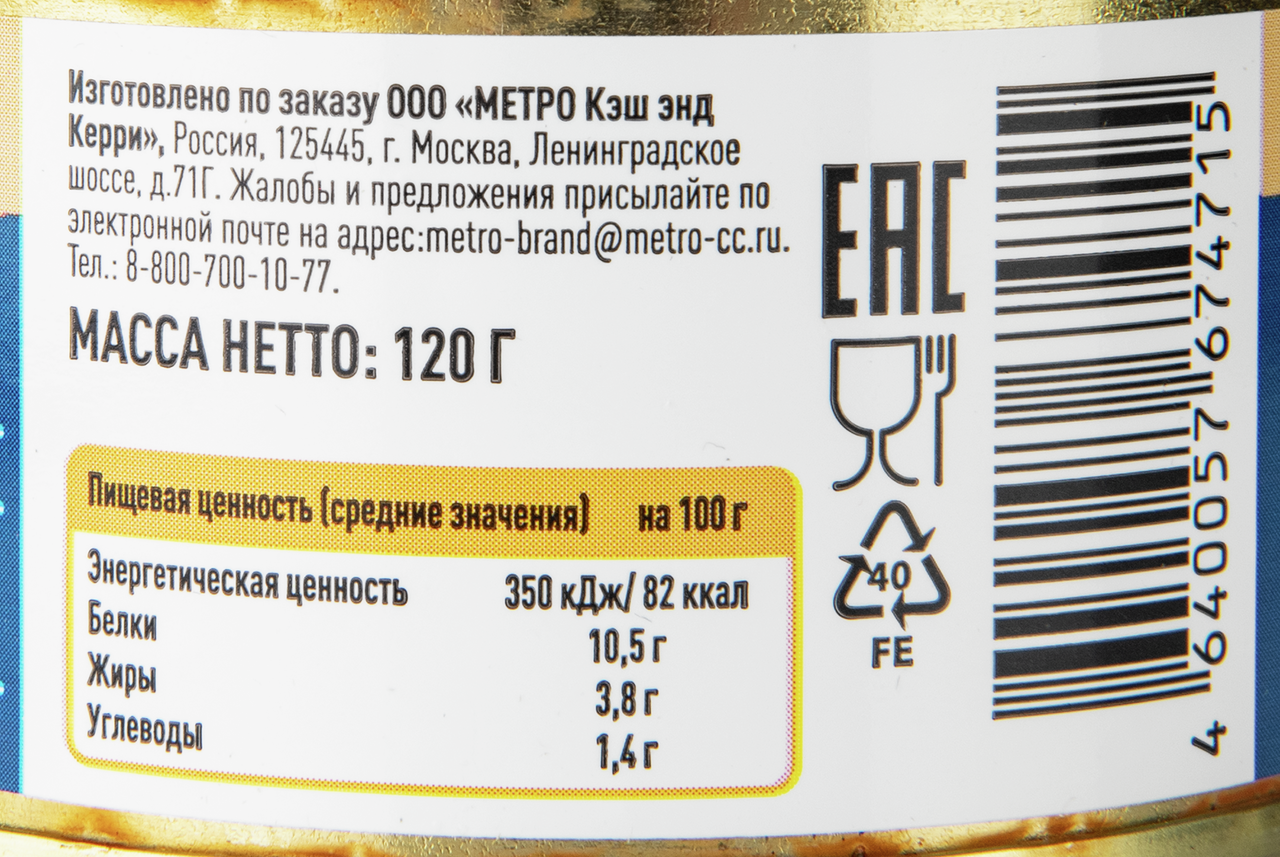 Изготовлено по заказу ООО «МЕТРО Кэш энд
Керри», Россия, 125445, г. Москва, Ленинградское
шоссе, д.71Г. Жалобы и предложения присылайте по
электронной почте на адрес:metro-brand@metro-cc.ru.
Тел.: 8-800-700-10-77.
МАССА НЕТТО: 120 Г
Пищевая ценность (средние значения) на 100 г
Энергетическая ценность 350 кДж/ 82 ккал
Белки 10,5 г
Жиры 3,8 г
Углеводы 1,4 г
EAC
40
FE
4 640057 674715